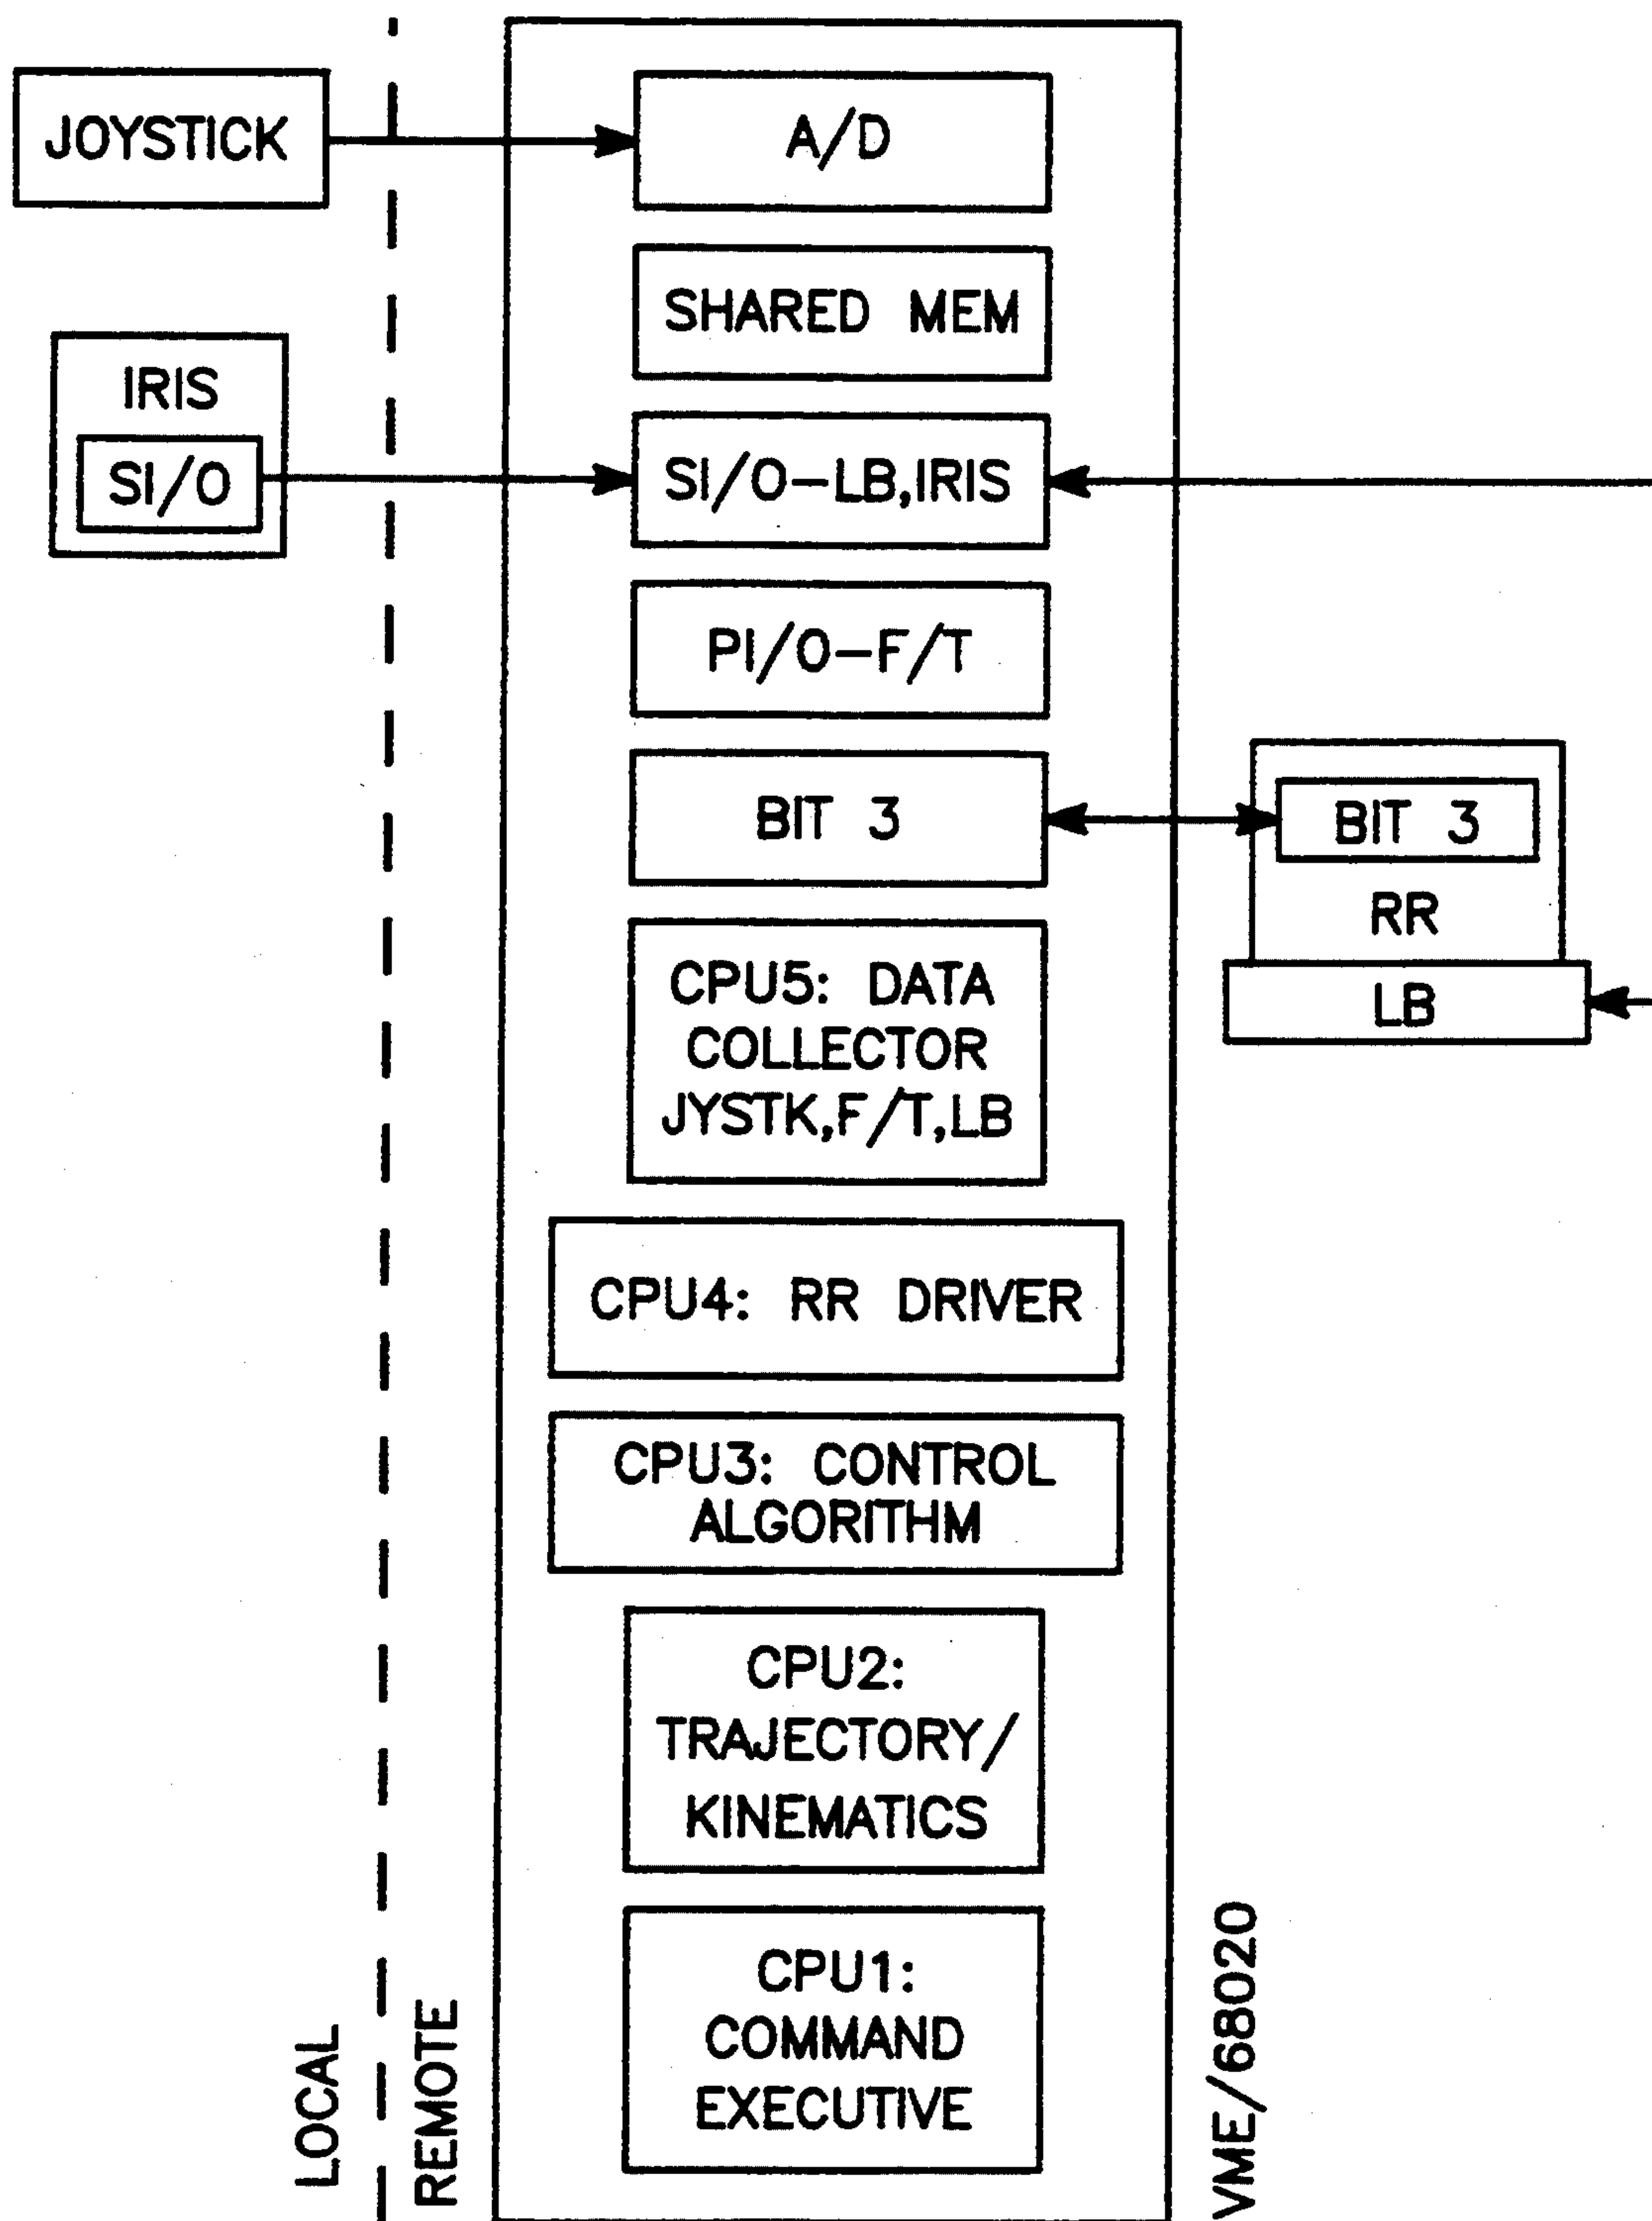 JOYSTICK
A/D
SHARED MEM
IRIS
SI/O
SI/O-LB,IRIS
PI/O-F/T
BIT 3
BIT 3
RR
LB
CPU5: DATA
COLLECTOR
JYSTK,F/T,LB
CPU4: RR DRIVER
CPU3: CONTROL
ALGORITHM
CPU2:
TRAJECTORY/
KINEMATICS
CPU1:
COMMAND
EXECUTIVE
LOCAL
REMOTE
VME/68020